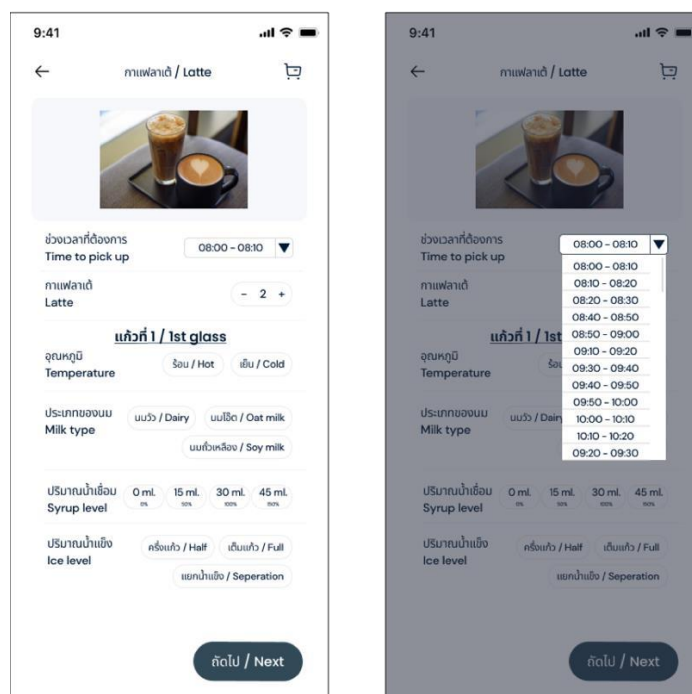 9:41
กาแฟลาเต้ / Latte
ช่วงเวลาที่ต้องการ
Time to pick up
08:00 - 08:10
กาแฟลาเต้
Latte
- 2 +
แก้วที่ 1 / 1st glass
อุณหภูมิ
Temperature
ร้อน / Hot เย็น / Cold
ประเภทของนม
Milk type
นมวัว / Dairy นมโอ๊ต / Oat milk
นมถั่วเหลือง / Soy milk
ปริมาณน้ำเชื่อม
Syrup level
0 ml. 15 ml. 30 ml. 45 ml.
0% 50% 100% 150%
ปริมาณน้ำแข็ง
Ice level
ครึ่งแก้ว / Half เต็มแก้ว / Full
แยกน้ำแข็ง / Seperation
ถัดไป / Next
9:41
กาแฟลาเต้ / Latte
ช่วงเวลาที่ต้องการ
Time to pick up
08:00 - 08:10
08:00 - 08:10
08:10 - 08:20
08:20 - 08:30
08:40 - 08:50
08:50 - 09:00
09:10 - 09:20
09:30 - 09:40
09:40 - 09:50
09:50 - 10:00
10:00 - 10:10
10:10 - 10:20
09:20 - 09:30
กาแฟลาเต้
Latte
แก้วที่ 1 / 1st
อุณหภูมิ
Temperature
ประเภทของนม
Milk type
นมวัว / Dairy
ปริมาณน้ำเชื่อม
Syrup level
0 ml. 15 ml. 30 ml. 45 ml.
0% 50% 100% 150%
ปริมาณน้ำแข็ง
Ice level
ครึ่งแก้ว / Half เต็มแก้ว / Full
แยกน้ำแข็ง / Seperation
ถัดไป / Next